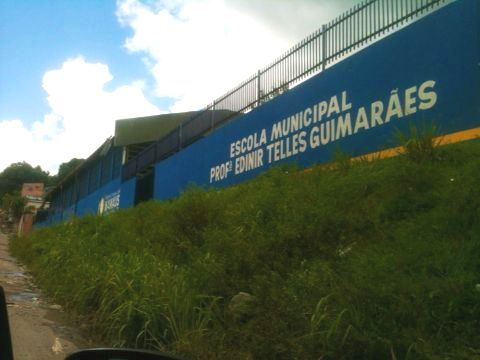 ESCOLA MUNICIPAL
PROFª EDINIR TELLES GUIMARÃES